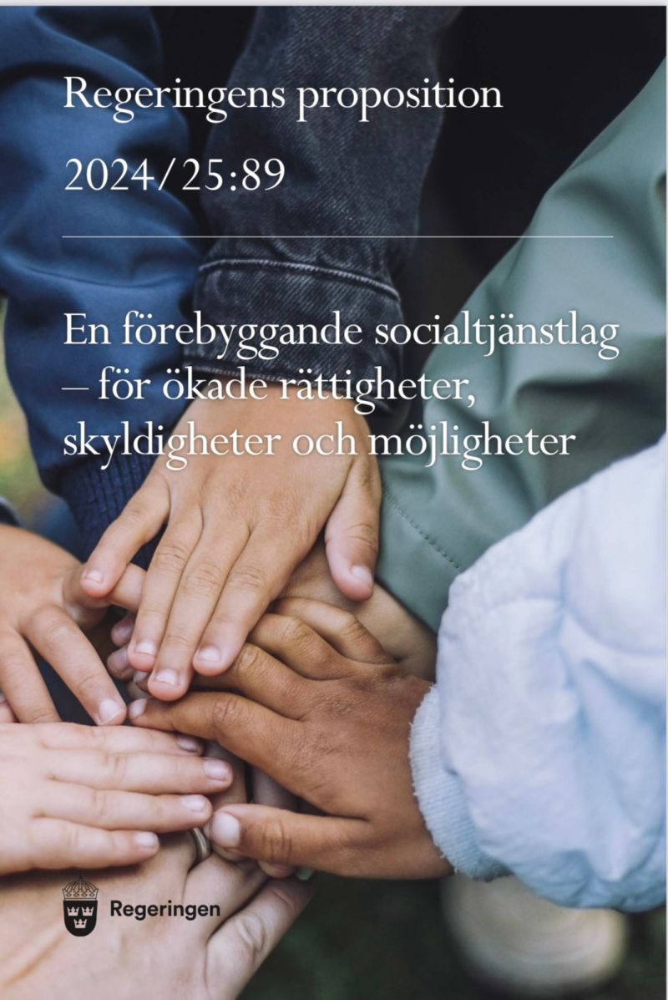 Regeringens proposition
2024/25:89
En förebyggande socialtjänstlag
– för ökade rättigheter,
skyldigheter och möjligheter
Regeringen